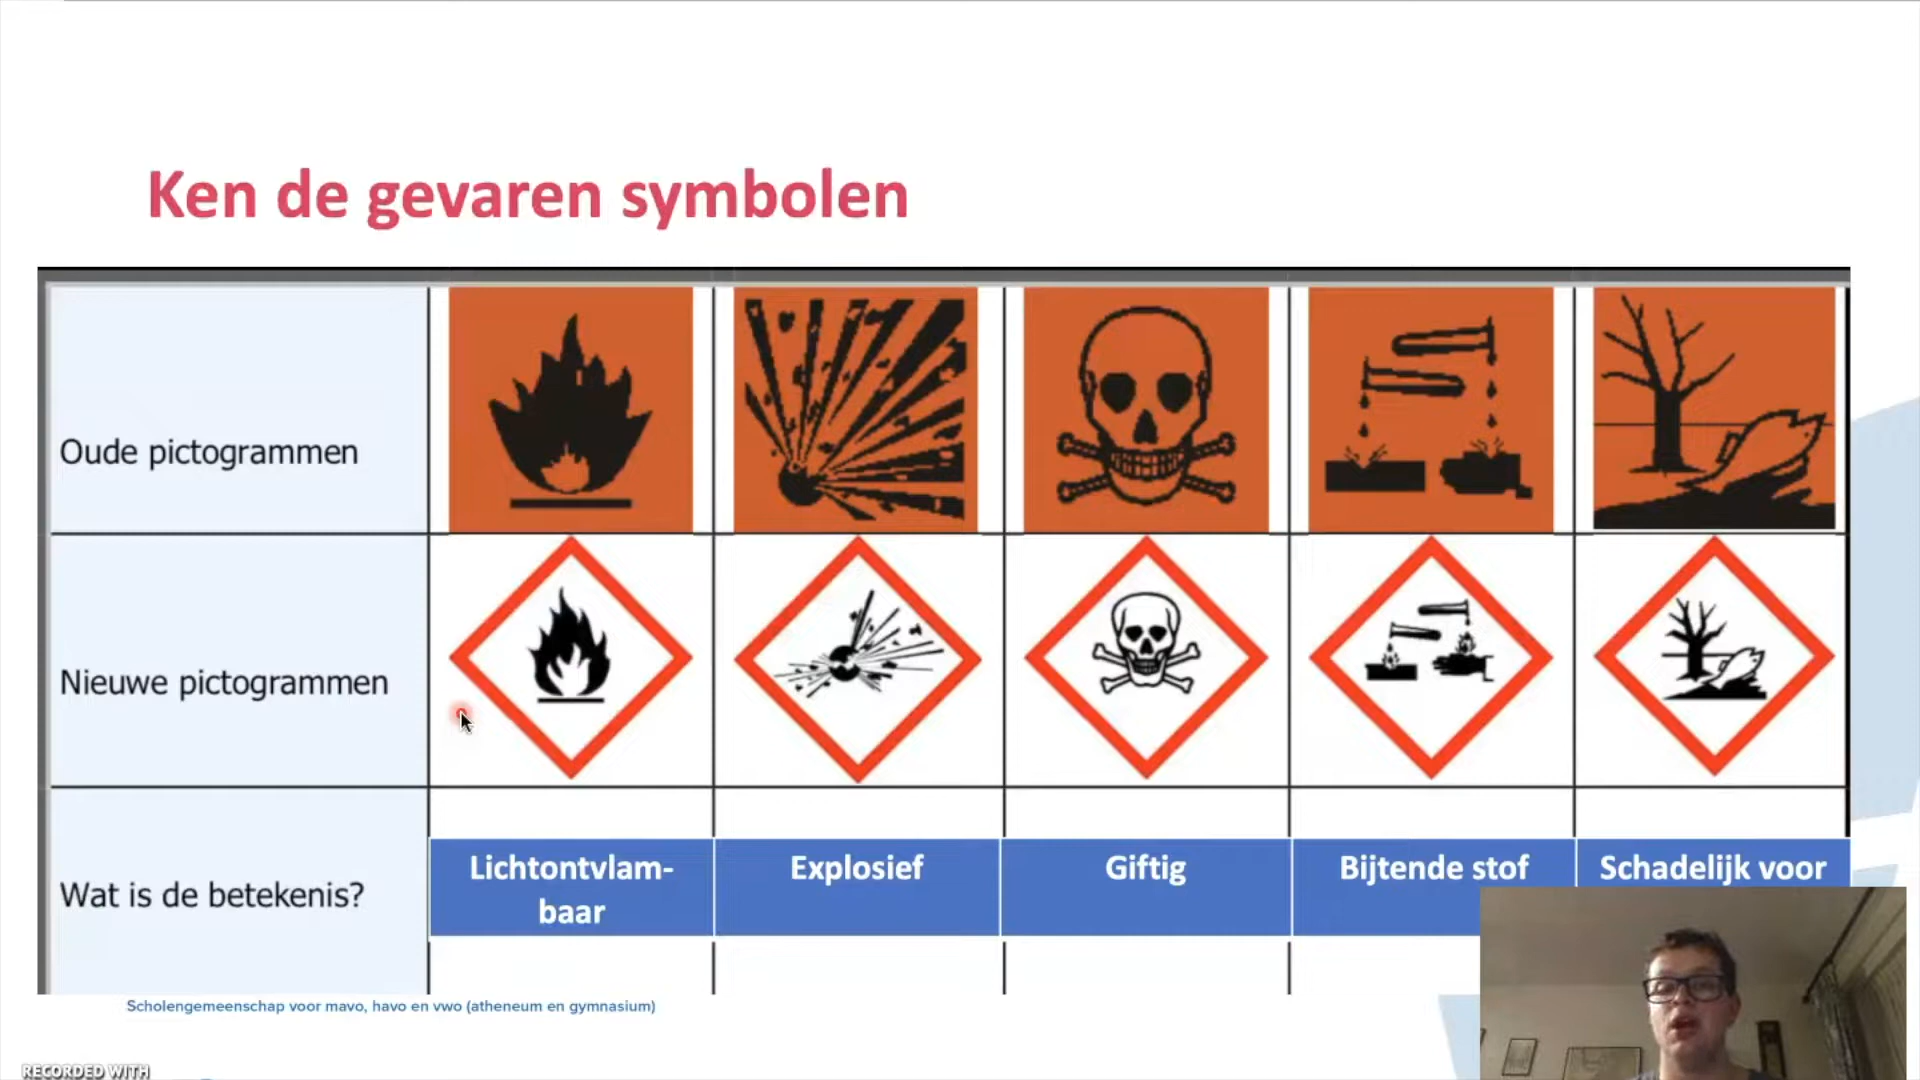 Ken de gevaren symbolen
Oude pictogrammen
Nieuwe pictogrammen
Wat is de betekenis?
Lichtontvlam-
baar
Explosief
Giftig
Bijtende stof
Schadelijk voor
Scholengemeenschap voor mavo, havo en vwo (atheneum en gymnasium)
RECORDED WITH